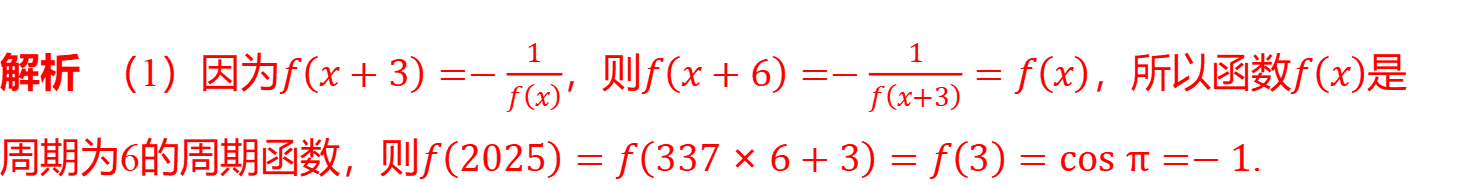 解析 （1）因为f(x + 3) =− 1/f(x)，则f(x + 6) =− 1/f(x+3) = f(x)，所以函数f(x)是
周期为6的周期函数，则f(2025) = f(337 × 6 + 3) = f(3) = cos π =− 1.